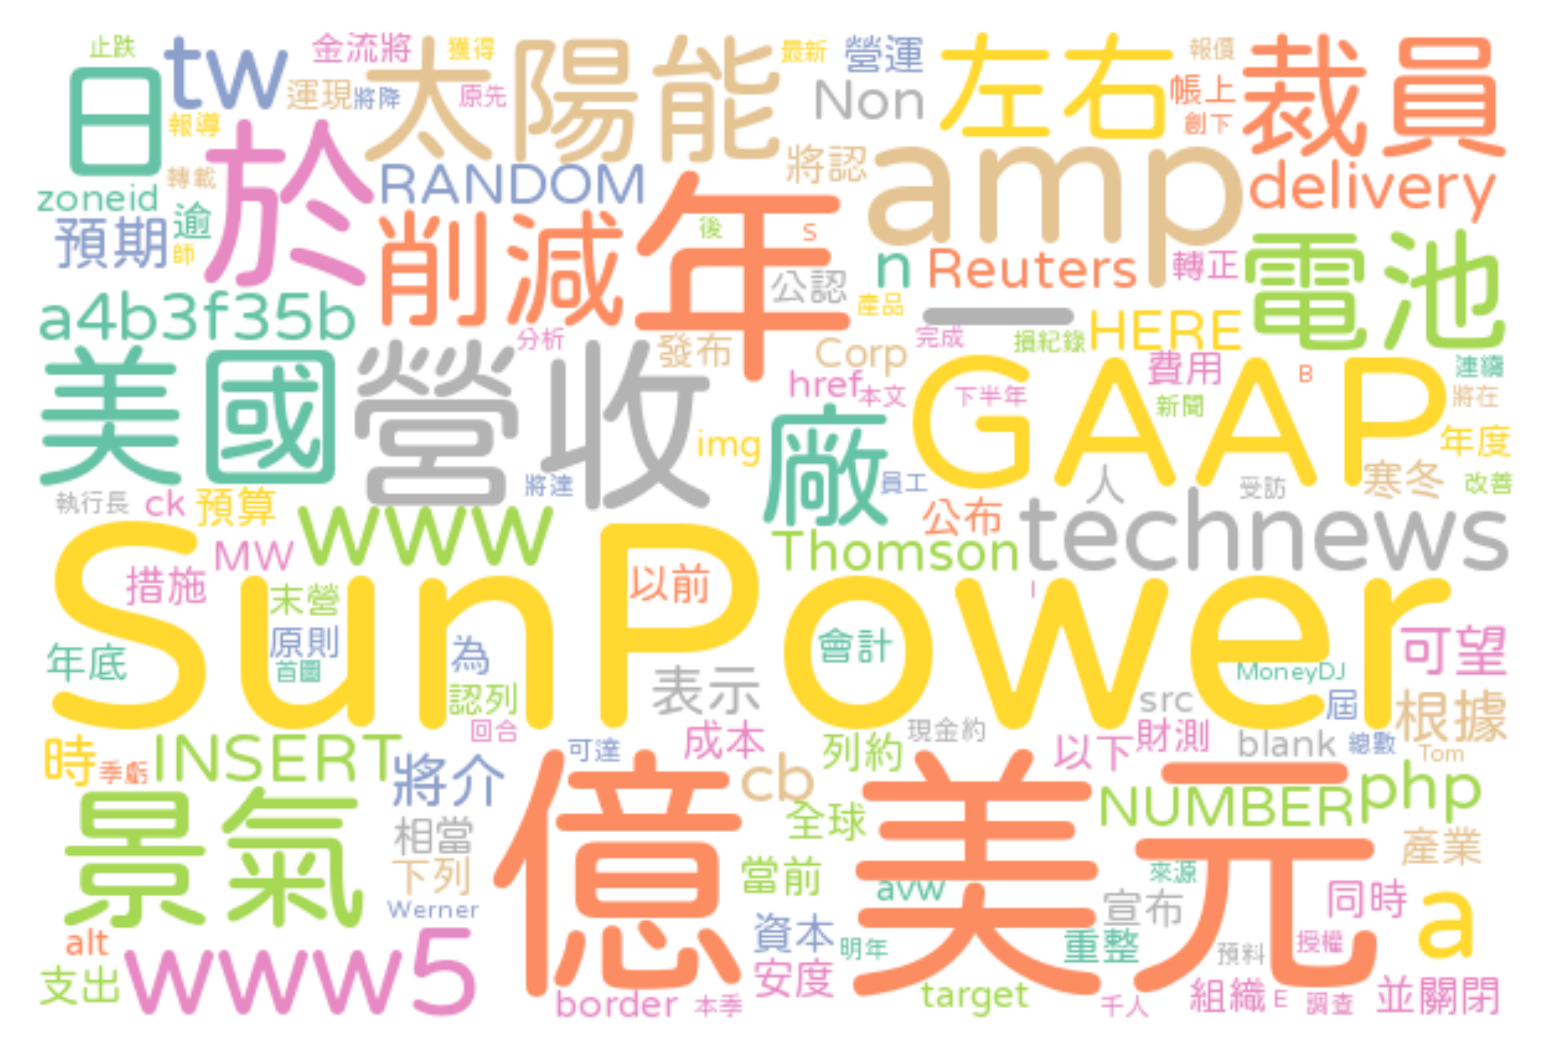 止跌 tw 金流將 獲得 太陽能 最新 營運 左右 報價 裁員
日 運現 將降 原先 Non 帳上
報導 創下
於 轉載 RANDOM 將認 amp delivery
zoneid 逾 削減 年 後 s
預期 師 公認 n Reuters 轉正 電池
a4b3f35b 產品 一 HERE
分析 發布 Corp 完成 損紀錄
美國 營收 href 本文 GAAP 下半年 費用 B 連續
img 廠 新聞 將在
年度
執行長 ck 預算 將達 員工 人 受訪 寒冬 改善
www 公布 technews
MW Thomson
SunPower 措施 以前 l
末營
年底 原則 為 會計 可望
首圖 認列 表示 MoneyDJ
src 屆 根據
回合 現金約
時 季虧 INSERT 可達 成本 列約 以下 財測 blank 總數 Tom
將介 億 cb 美元 php
景氣 相當 全球 NUMBER
下列 當前 avw 來源 產業
Werner 資本 宣布 同時 a
alt www5 明年 重整 預料 授權
支出 安度
border 本季 target 千人 組織 E 調查 並關閉